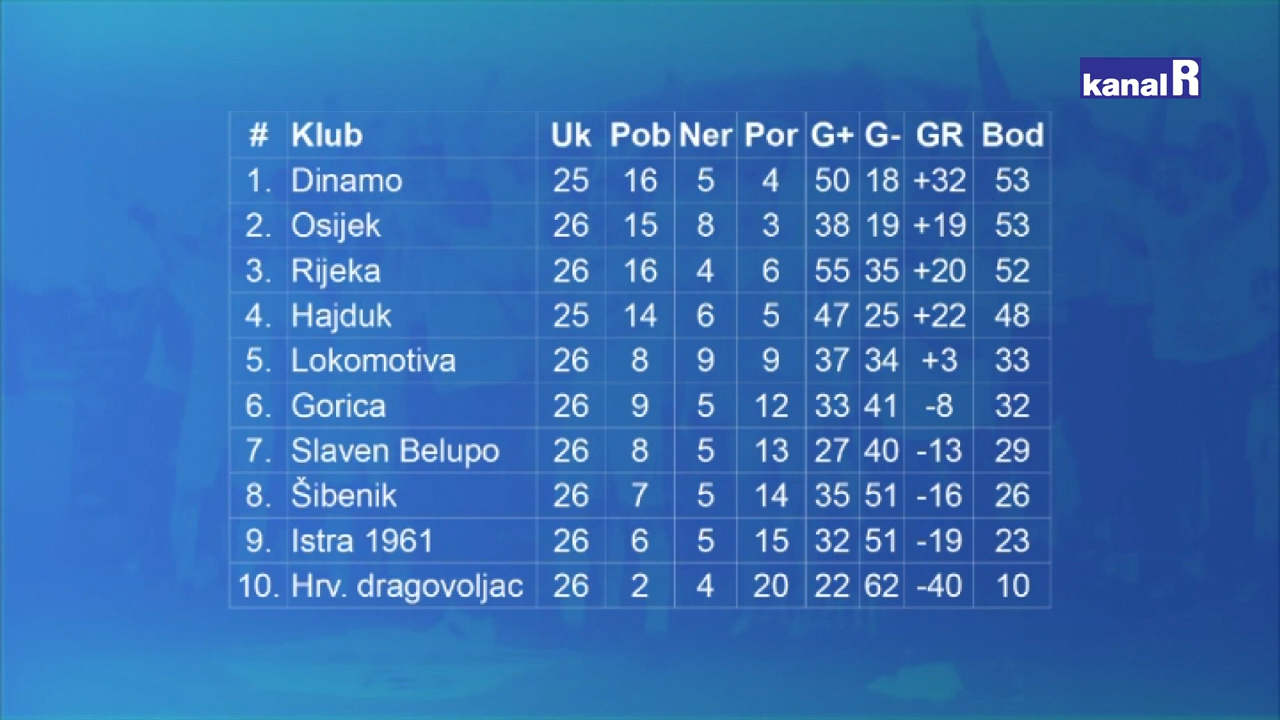 kanal R
# Klub Uk Pob Ner Por G+ G- GR Bod
1. Dinamo 25 16 5 4 50 18 +32 53
2. Osijek 26 15 8 3 38 19 +19 53
3. Rijeka 26 16 4 6 55 35 +20 52
4. Hajduk 25 14 6 5 47 25 +22 48
5. Lokomotiva 26 8 9 9 37 34 +3 33
6. Gorica 26 9 5 12 33 41 -8 32
7. Slaven Belupo 26 8 5 13 27 40 -13 29
8. Šibenik 26 7 5 14 35 51 -16 26
9. Istra 1961 26 6 5 15 32 51 -19 23
10. Hrv. dragovoljac 26 2 4 20 22 62 -40 10